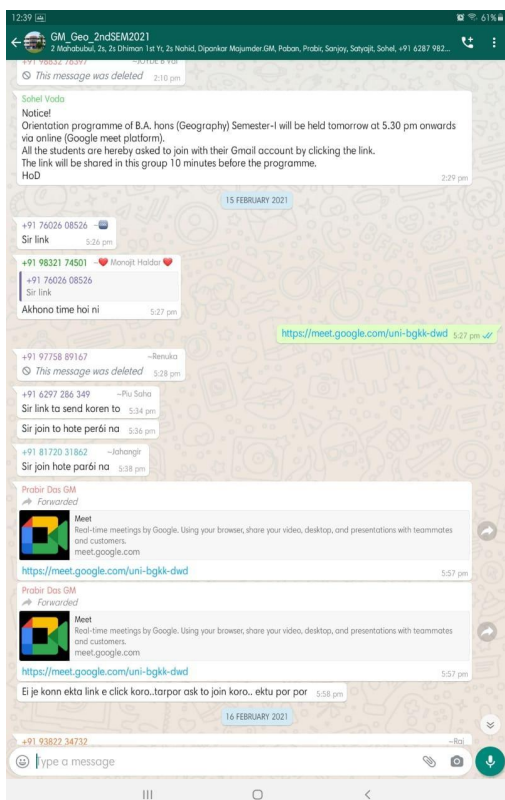 12:39
61%
GM_Geo_2ndSEM2021
2 Mahabubul, 2s, 2s Dhiman 1st Yr, 2s Nahid, Dipankar Majumder.GM, Paban, Prabir, Sanjoy, Satyajit, Sohel, +91 6287 982...
+91 98832 78397
This message was deleted 2:10 pm
Sohel Voda
Notice!
Orientation programme of B.A. hons (Geography) Semester-I will be held tomorrow at 5.30 pm onwards
via online (Google meet platform).
All the students are hereby asked to join with their Gmail account by clicking the link.
The link will be shared in this group 10 minutes before the programme.
HoD
2:29 pm
15 FEBRUARY 2021
+91 76026 08526 ~
Sir link 5:26 pm
+91 98321 74501 ~❤ Manojit Haldar ❤
+91 76026 08526
Sir link
Akhono time hoi ni 5:27 pm
https://meet.google.com/uni-bgkk-dwd 5:27 pm
+91 97758 89167 ~Renuka
This message was deleted 5:28 pm
+91 6297 286 349 ~Piu Saha
Sir link ta send koren to 5:34 pm
Sir join to hote per6i na 5:36 pm
+91 81720 31862 ~Jahangir
Sir join hote par6i na 5:38 pm
Prabir Das GM
Forwarded
Meet
Real-time meetings by Google. Using your browser, share your video, desktop, and presentations with teammates
and customers.
meet.google.com
https://meet.google.com/uni-bgkk-dwd
5:57 pm
Prabir Das GM
Forwarded
Meet
Real-time meetings by Google. Using your browser, share your video, desktop, and presentations with teammates
and customers.
meet.google.com
https://meet.google.com/uni-bgkk-dwd
5:57 pm
Ei je konn ekta link e click koro..tarpor ask to join koro.. ektu por por 5:58 pm
16 FEBRUARY 2021
+91 93822 34732 ~Raj
Type a message